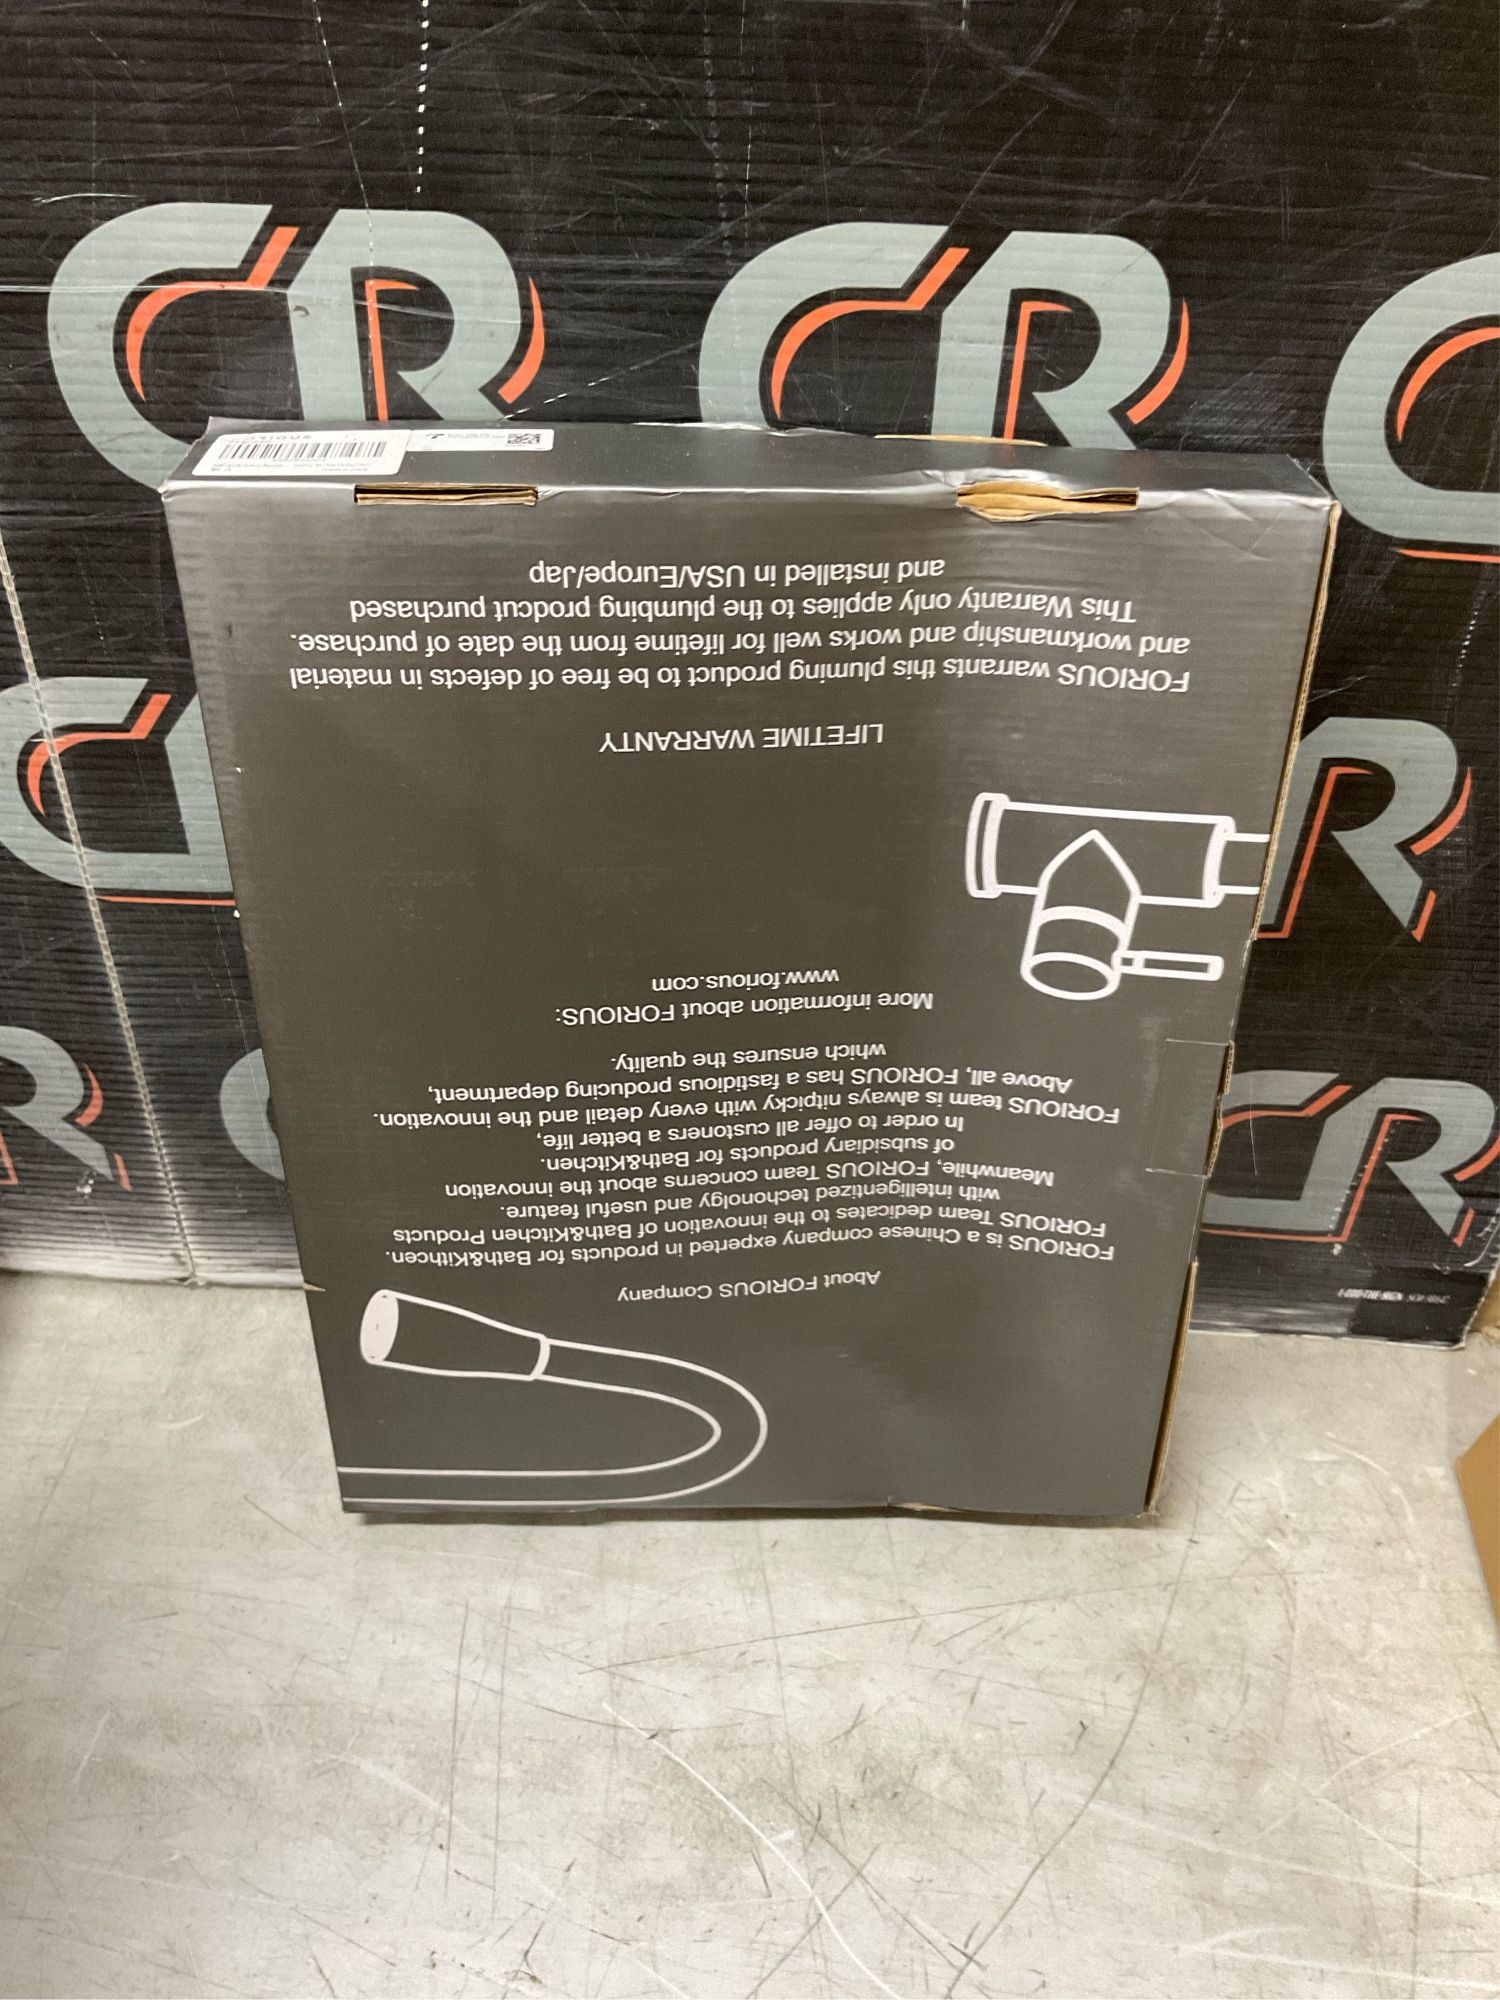 About FORIOUS Company
FORIOUS is a Chinese company experted in products for Bath&Kithcen.
FORIOUS Team dedicates to the innovation of Bath&Kitchen Products
with intelligentized techonolgy and useful feature.
Meanwhile, FORIOUS Team concerns about the innovation
of subsidiary products for Bath&Kitchen.
In order to offer all customers a better life,
FORIOUS team is always nitpicky with every detail and the innovation.
Above all, FORIOUS has a fastidious producing department,
which ensures the quality.
More information about FORIOUS:
www.forious.com
LIFETIME WARRANTY
FORIOUS warrants this pluming product to be free of defects in material
and workmanship and works well for lifetime from the date of purchase.
This Warranty only applies to the plumbing prodcut purchased
and installed in USA/Europe/Jap
CR
CR
CR
CR